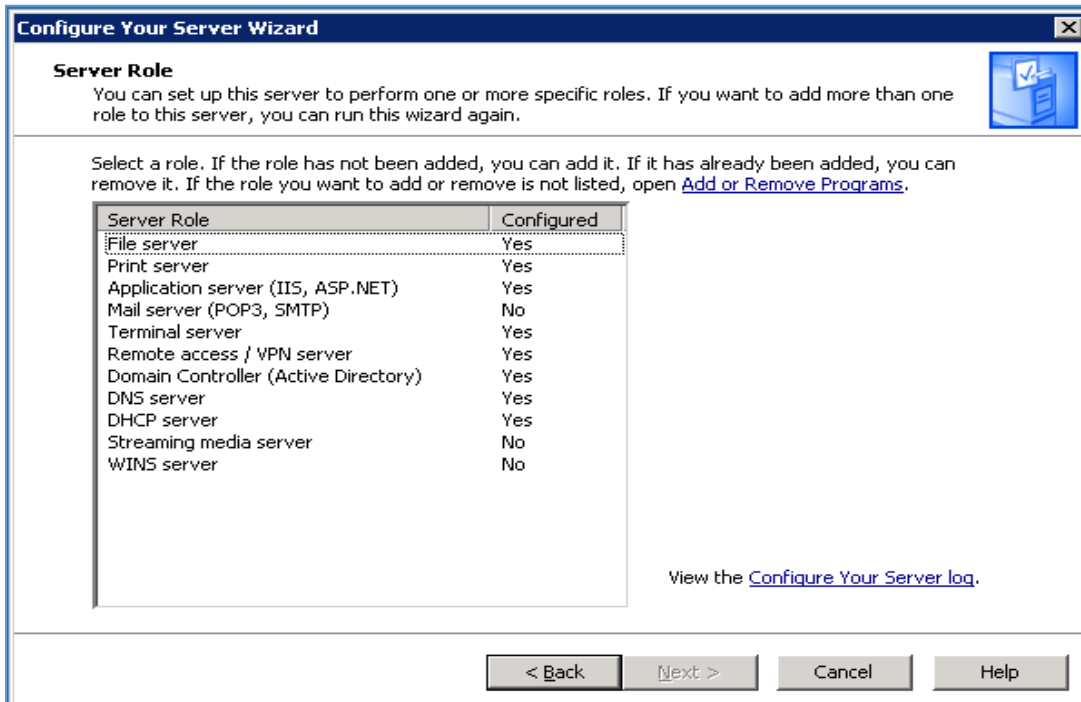 Configure Your Server Wizard
Server Role
You can set up this server to perform one or more specific roles. If you want to add more than one
role to this server, you can run this wizard again.
Select a role. If the role has not been added, you can add it. If it has already been added, you can
remove it. If the role you want to add or remove is not listed, open Add or Remove Programs.
Server Role Configured
File server Yes
Print server Yes
Application server (IIS, ASP.NET) Yes
Mail server (POP3, SMTP) No
Terminal server Yes
Remote access / VPN server Yes
Domain Controller (Active Directory) Yes
DNS server Yes
DHCP server Yes
Streaming media server No
WINS server No
View the Configure Your Server log.
< Back Next > Cancel Help